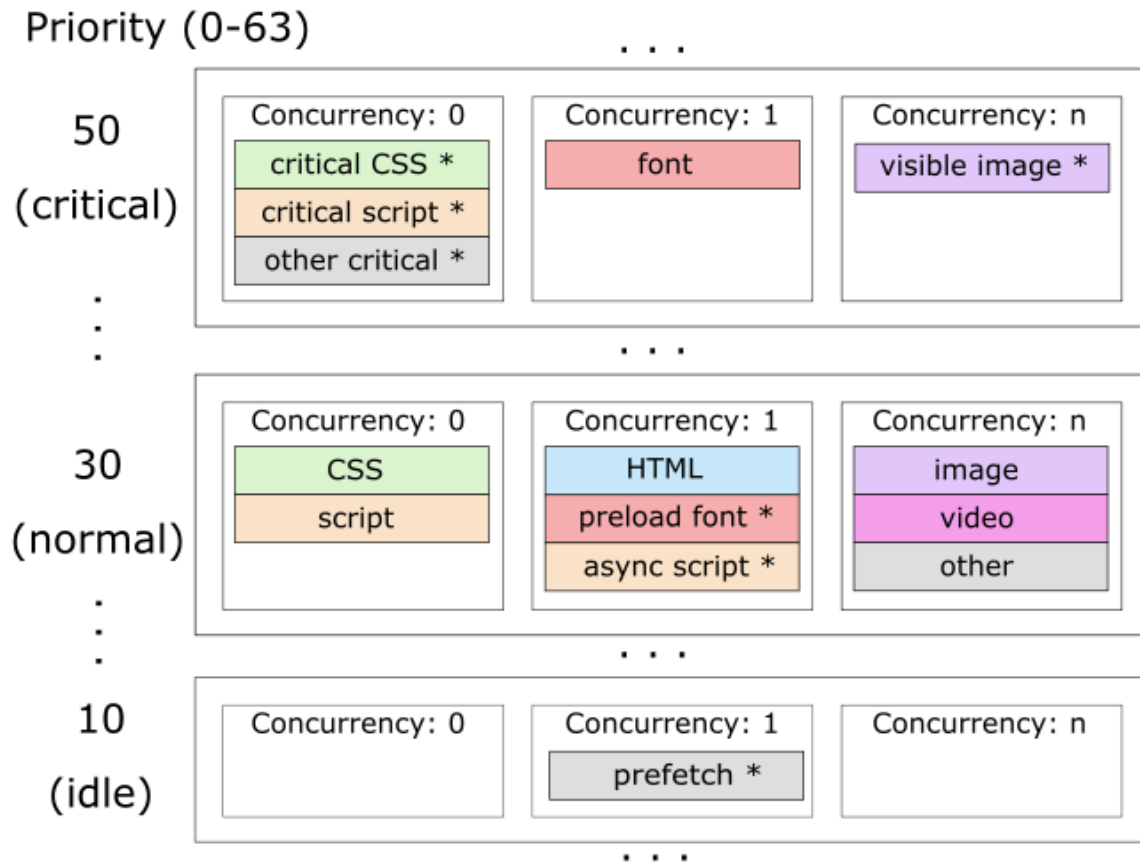 Priority (0-63)
. . .
50
(critical)
Concurrency: 0
critical CSS *
critical script *
other critical *
Concurrency: 1
font
Concurrency: n
visible image *
. . .
. . .
30
(normal)
Concurrency: 0
CSS
script
Concurrency: 1
HTML
preload font *
async script *
Concurrency: n
image
video
other
. . .
. . .
10
(idle)
Concurrency: 0
Concurrency: 1
prefetch *
Concurrency: n
. . .